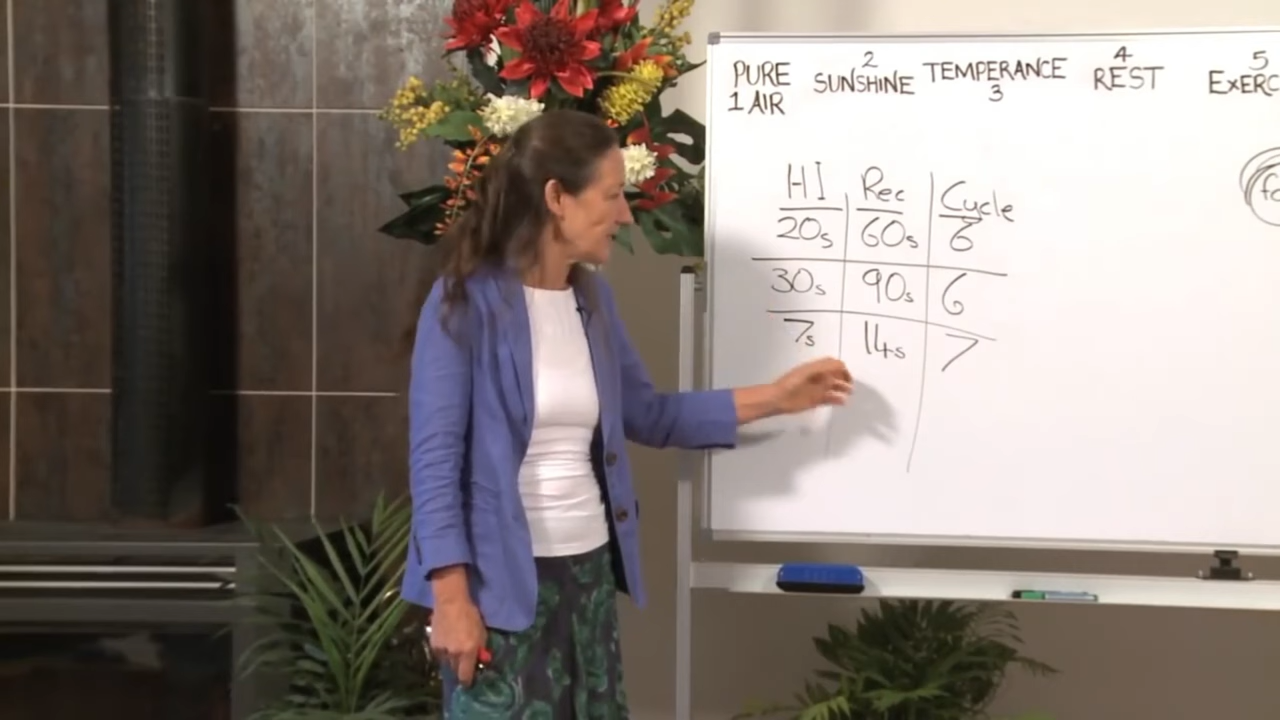 PURE
1 AIR
2
SUNSHINE
TEMPERANCE
3
4
REST
5
EXERC
HI Rec Cycle
20s 60s 6
30s 90s 6
7s 14s 7